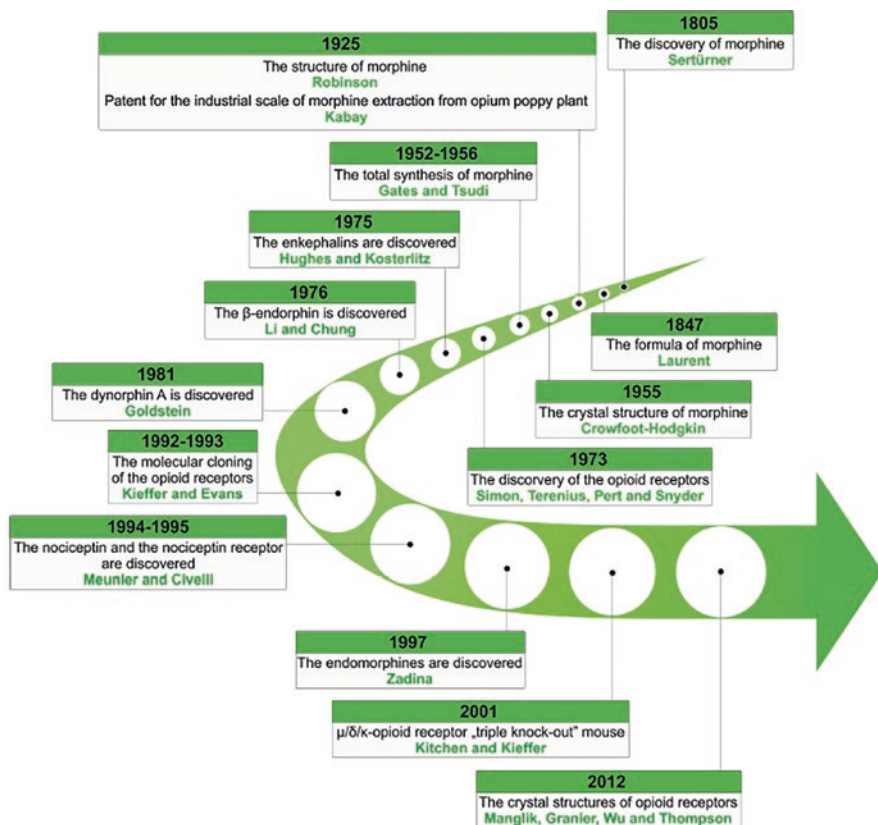 1805
The discovery of morphine
Sertürner
1925
The structure of morphine
Robinson
Patent for the industrial scale of morphine extraction from opium poppy plant
Kabay
1952-1956
The total synthesis of morphine
Gates and Tsudi
1975
The enkephalins are discovered
Hughes and Kosterlitz
1976
The β-endorphin is discovered
Li and Chung
1847
The formula of morphine
Laurent
1981
The dynorphin A is discovered
Goldstein
1955
The crystal structure of morphine
Crowfoot-Hodgkin
1992-1993
The molecular cloning
of the opioid receptors
Kieffer and Evans
1973
The discorvery of the opioid receptors
Simon, Terenius, Pert and Snyder
1994-1995
The nociceptin and the nociceptin receptor
are discovered
Meunier and Civelli
1997
The endomorphines are discovered
Zadina
2001
μ/δ/κ-opioid receptor „triple knock-out” mouse
Kitchen and Kieffer
2012
The crystal structures of opioid receptors
Manglik, Granier, Wu and Thompson